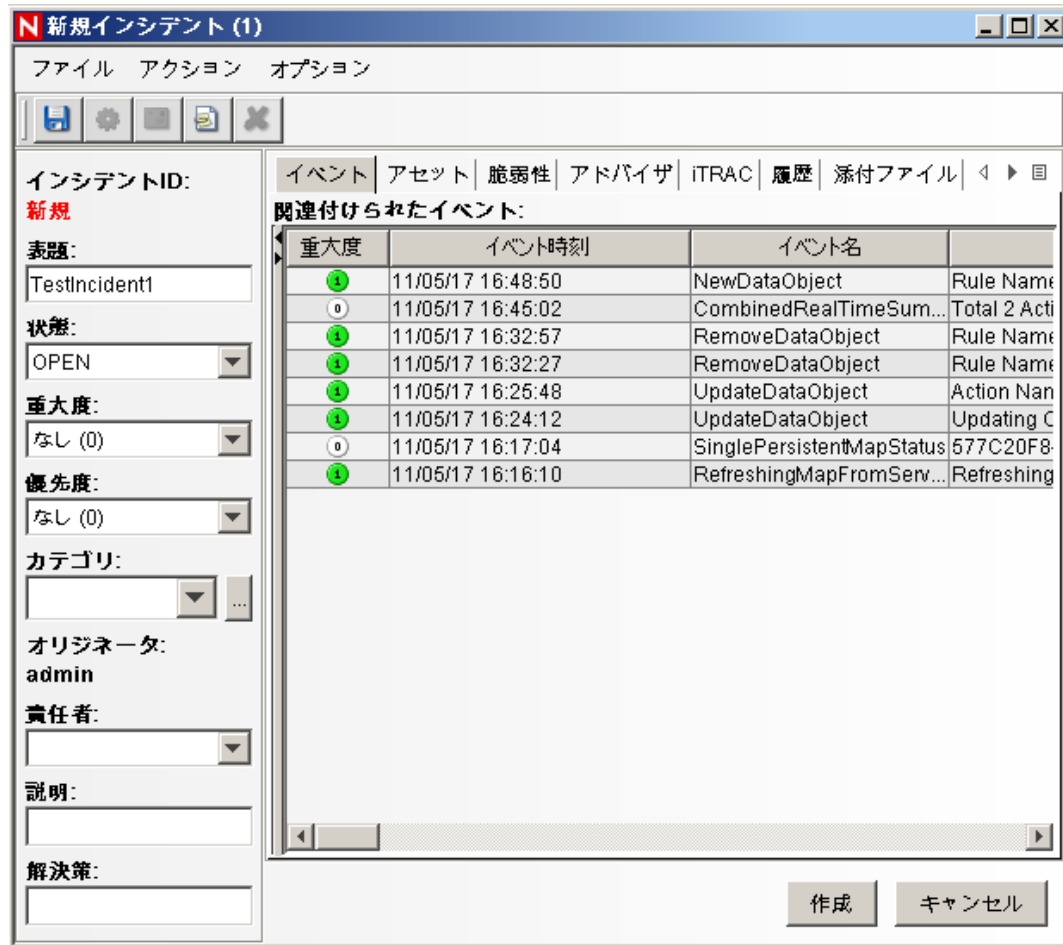 N 新規インシデント (1)
ファイル アクション オプション
インシデントID:
新規
表題:
TestIncident1
状態:
OPEN
重大度:
なし (0)
優先度:
なし (0)
カテゴリ:
...
オリジネータ:
admin
責任者:
説明:
解決策:
イベント アセット 脆弱性 アドバイザ iTRAC 履歴 添付ファイル
関連付けられたイベント:
重大度 イベント時刻 イベント名
1 11/05/17 16:48:50 NewDataObject Rule Name
0 11/05/17 16:45:02 CombinedRealTimeSum... Total 2 Acti
1 11/05/17 16:32:57 RemoveDataObject Rule Name
1 11/05/17 16:32:27 RemoveDataObject Rule Name
1 11/05/17 16:25:48 UpdateDataObject Action Nan
1 11/05/17 16:24:12 UpdateDataObject Updating C
0 11/05/17 16:17:04 SinglePersistentMapStatus 577C20F8-
1 11/05/17 16:16:10 RefreshingMapFromServ... Refreshing
作成 キャンセル